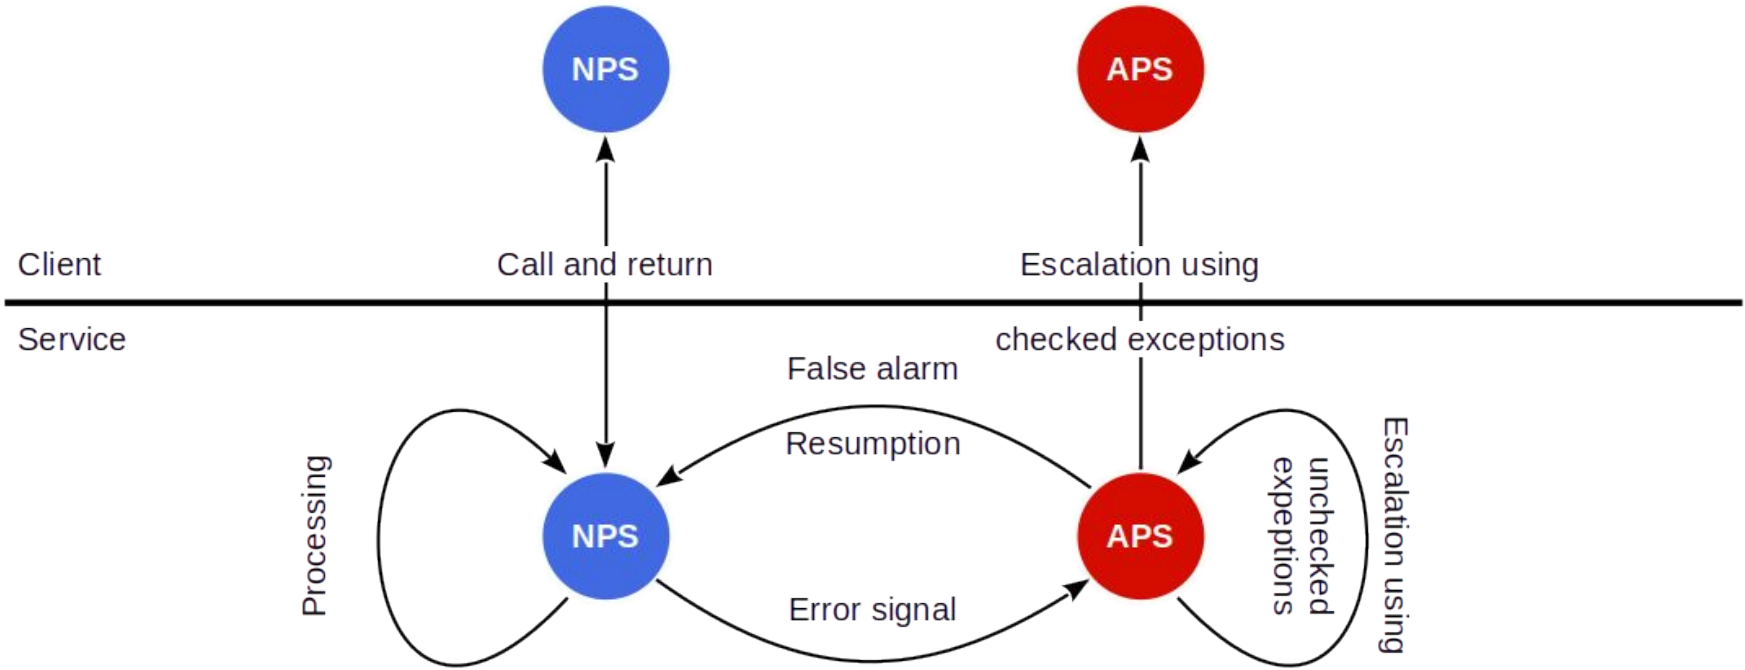 NPS
APS
Client
Call and return
Escalation using
Service
checked exceptions
False alarm
Resumption
Processing
NPS
Error signal
APS
unchecked
expeptions
Escalation using